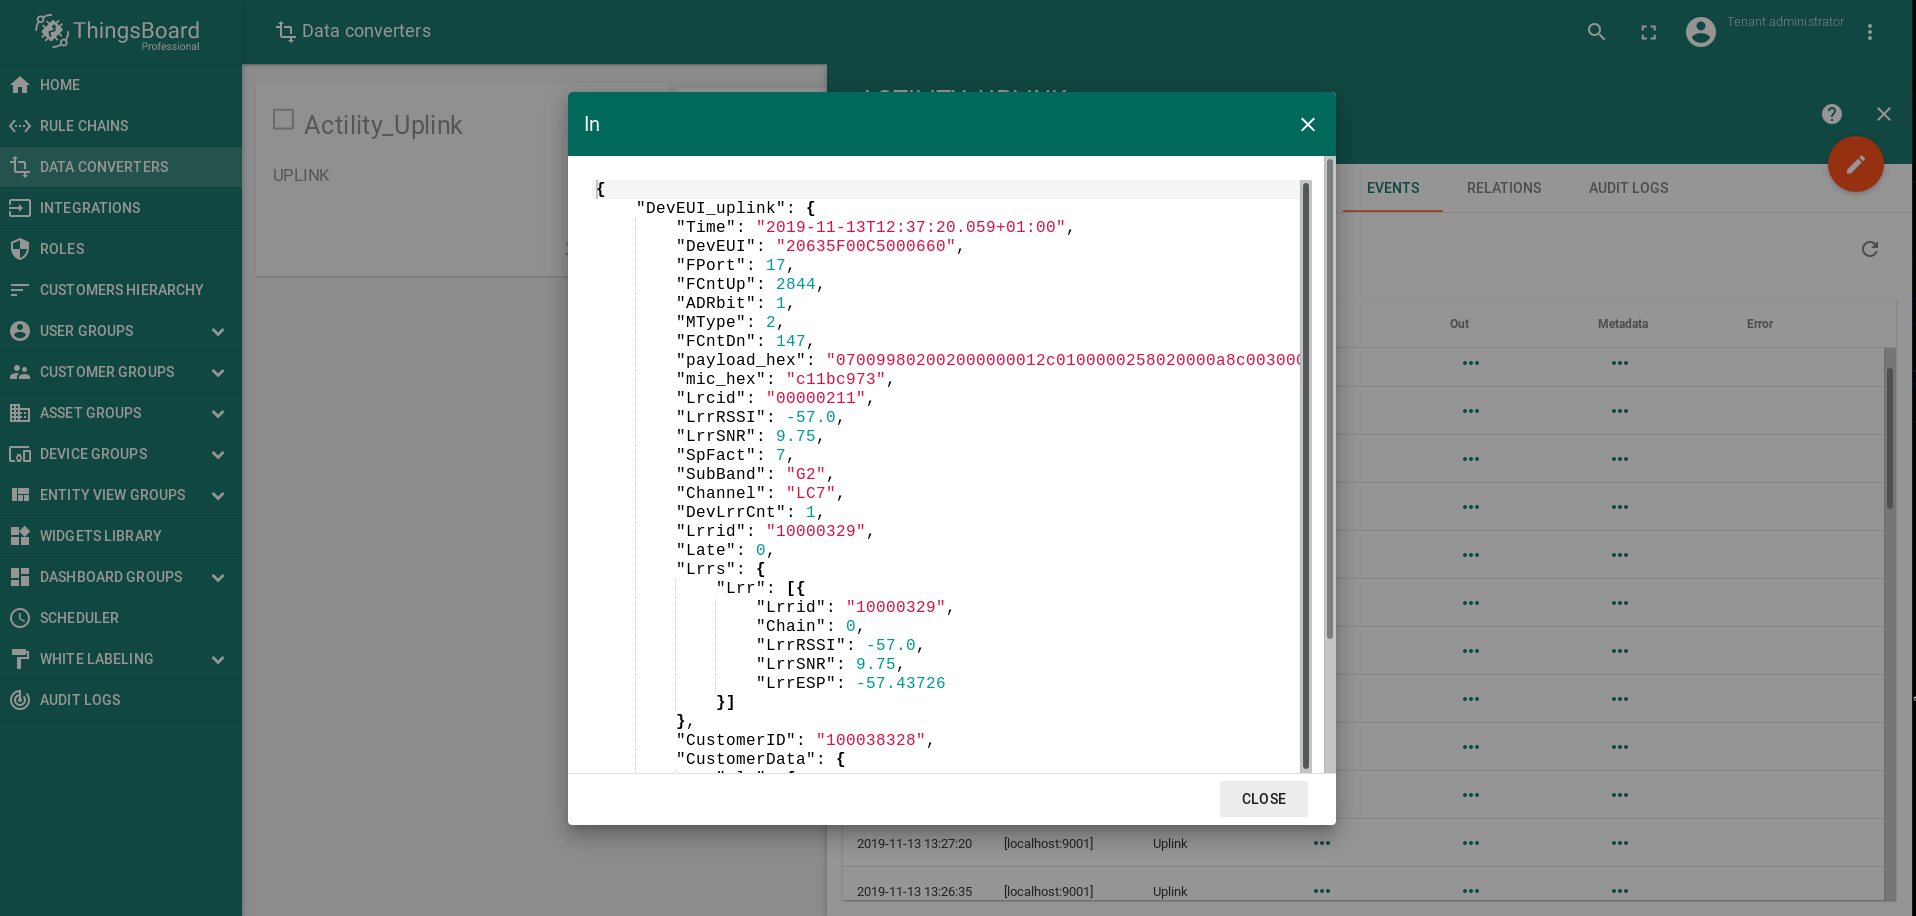 ThingsBoard
Professional
Data converters
Tenant administrator
HOME
RULE CHAINS
DATA CONVERTERS
INTEGRATIONS
ROLES
CUSTOMERS HIERARCHY
USER GROUPS
CUSTOMER GROUPS
ASSET GROUPS
DEVICE GROUPS
ENTITY VIEW GROUPS
WIDGETS LIBRARY
DASHBOARD GROUPS
SCHEDULER
WHITE LABELING
AUDIT LOGS
Actility_Uplink
UPLINK
In
{
"DevEUI_uplink": {
"Time": "2019-11-13T12:37:20.059+01:00",
"DevEUI": "20635F00C5000660",
"FPort": 17,
"FCntUp": 2844,
"ADRbit": 1,
"MType": 2,
"FCntDn": 147,
"payload_hex": "070099802002000000012c0100000258020000a8c003000
"mic_hex": "c11bc973",
"Lrcid": "00000211",
"LrrRSSI": -57.0,
"LrrSNR": 9.75,
"SpFact": 7,
"SubBand": "G2",
"Channel": "LC7",
"DevLrrCnt": 1,
"Lrrid": "10000329",
"Late": 0,
"Lrrs": {
"Lrr": [{
"Lrrid": "10000329",
"Chain": 0,
"LrrRSSI": -57.0,
"LrrSNR": 9.75,
"LrrESP": -57.43726
}]
},
"CustomerID": "100038328",
"CustomerData": {
CLOSE
EVENTS
RELATIONS
AUDIT LOGS
Out
Metadata
Error
2019-11-13 13:27:20 [localhost:9001] Uplink
2019-11-13 13:26:35 [localhost:9001] Uplink